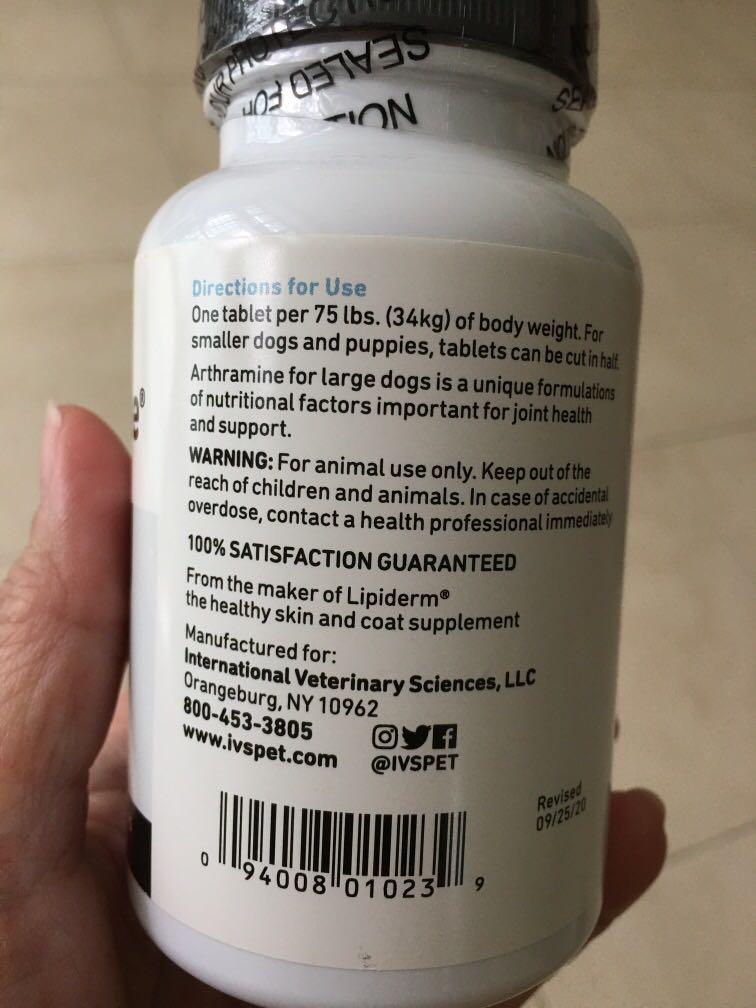 OUR PROTECTION
SEALED FOR
Directions for Use
One tablet per 75 lbs. (34kg) of body weight. For
smaller dogs and puppies, tablets can be cut in half.
Arthramine for large dogs is a unique formulations
of nutritional factors important for joint health
and support.
WARNING: For animal use only. Keep out of the
reach of children and animals. In case of accidental
overdose, contact a health professional immediately
100% SATISFACTION GUARANTEED
From the maker of Lipiderm®
the healthy skin and coat supplement
Manufactured for:
International Veterinary Sciences, LLC
Orangeburg, NY 10962
800-453-3805
www.ivspet.com
@IVSPET
Revised
09/25/20
0 94008 01023 9
e®